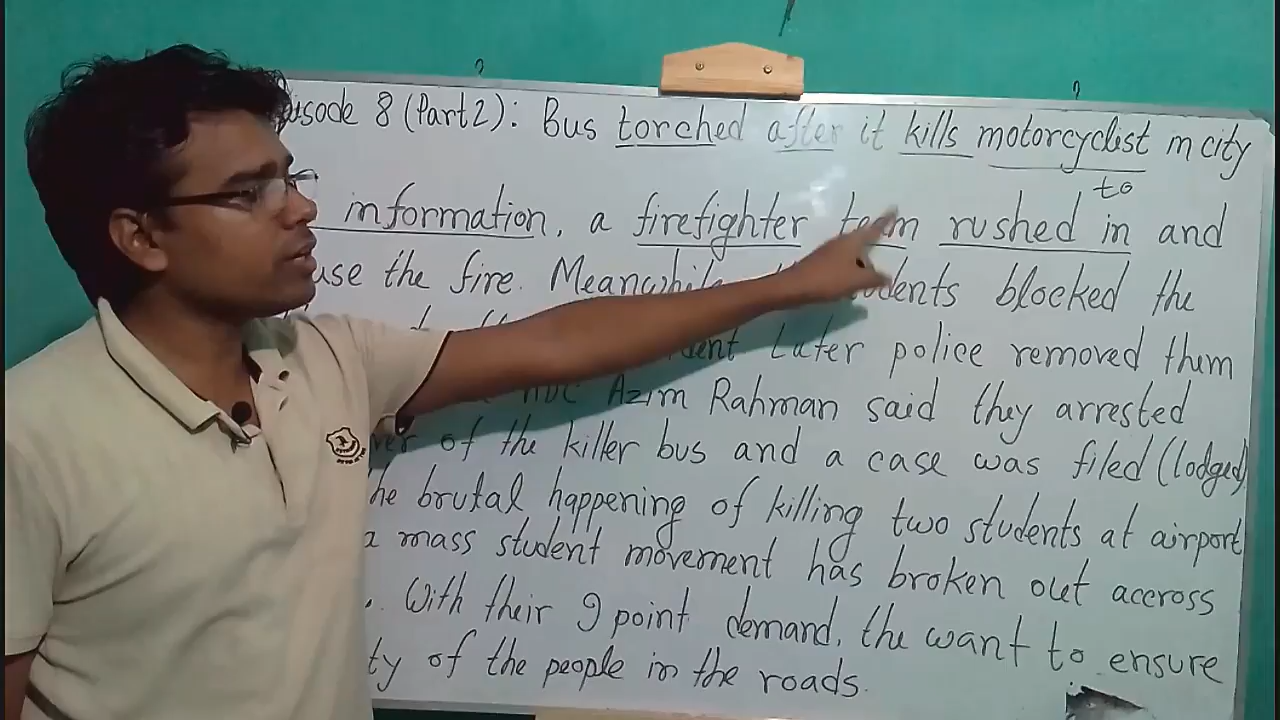 isode 8 (Part 2): Bus torched after it kills motorcyclist in city
to
information, a firefighter team rushed in and
use the fire. Meanwhile students blocked the
dent Later police removed them
ADC Azim Rahman said they arrested
ver of the killer bus and a case was filed (lodged)
he brutal happening of killing two students at airport
a mass student movement has broken out accross
. With their 9 point demand, the want to ensure
ty of the people in the roads.